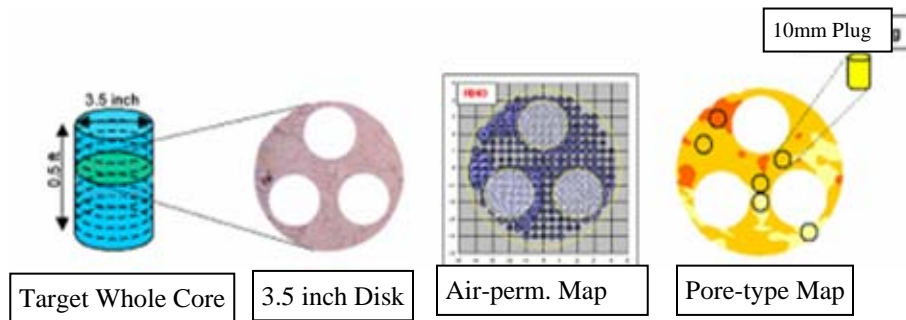 10mm Plug
g
3.5 inch
0.5 ft
Target Whole Core
3.5 inch Disk
Air-perm. Map
Pore-type Map